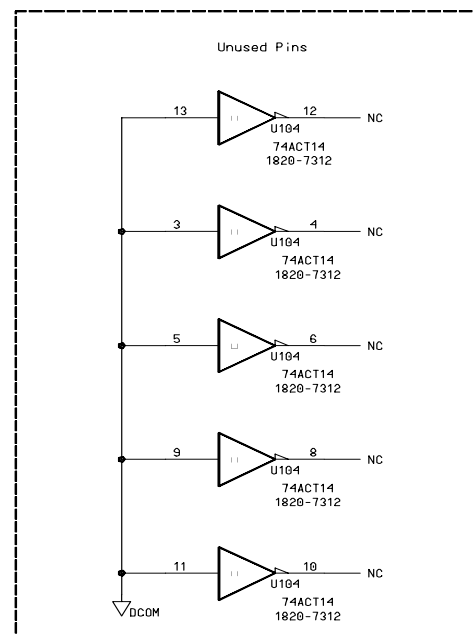 Unused Pins
13 12 NC
U104
74ACT14
1820-7312
3 4 NC
U104
74ACT14
1820-7312
5 6 NC
U104
74ACT14
1820-7312
9 8 NC
U104
74ACT14
1820-7312
11 10 NC
U104
74ACT14
1820-7312
DCOM